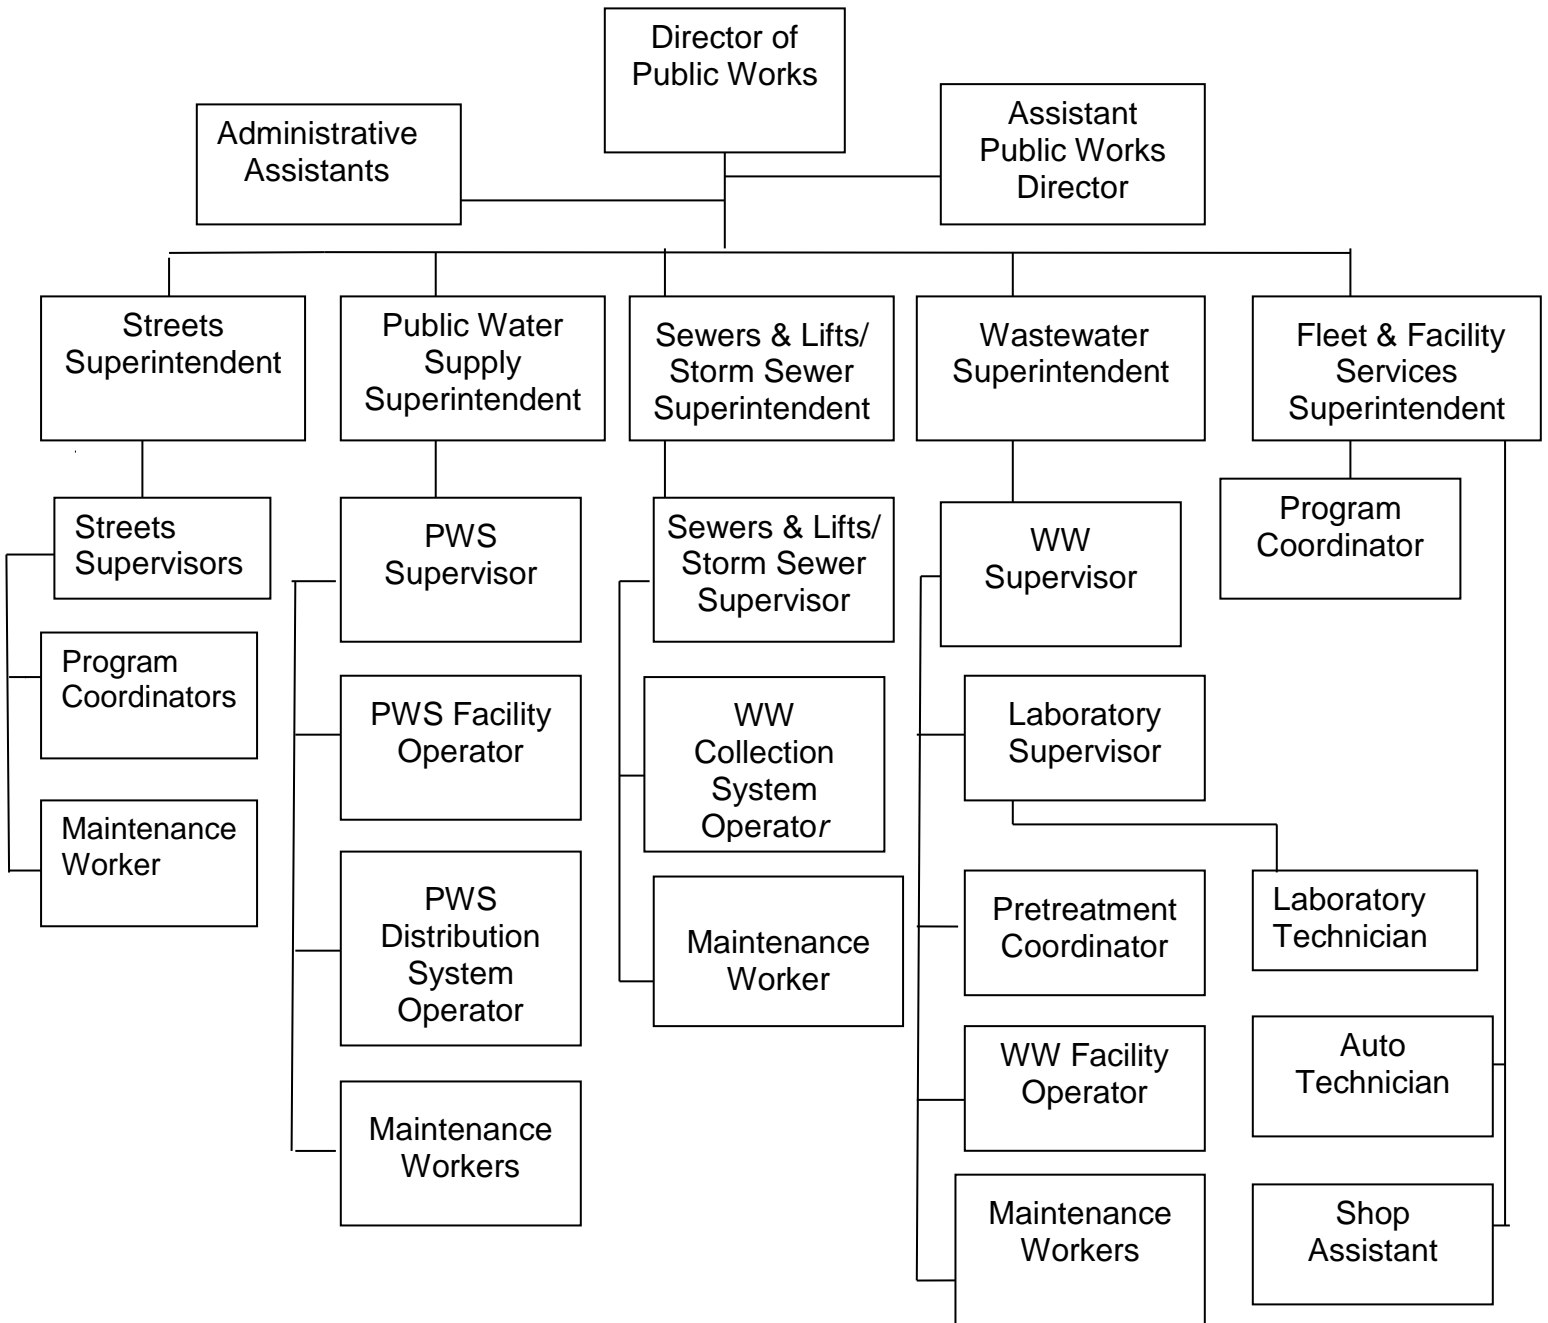 Director of
Public Works
Administrative
Assistants
Assistant
Public Works
Director
Streets
Superintendent
Public Water
Supply
Superintendent
Sewers & Lifts/
Storm Sewer
Superintendent
Wastewater
Superintendent
Fleet & Facility
Services
Superintendent
Streets
Supervisors
Program
Coordinators
Maintenance
Worker
PWS
Supervisor
PWS Facility
Operator
PWS
Distribution
System
Operator
Maintenance
Workers
Sewers & Lifts/
Storm Sewer
Supervisor
WW
Collection
System
Operator
Maintenance
Worker
WW
Supervisor
Laboratory
Supervisor
Laboratory
Technician
Pretreatment
Coordinator
WW Facility
Operator
Maintenance
Workers
Program
Coordinator
Auto
Technician
Shop
Assistant